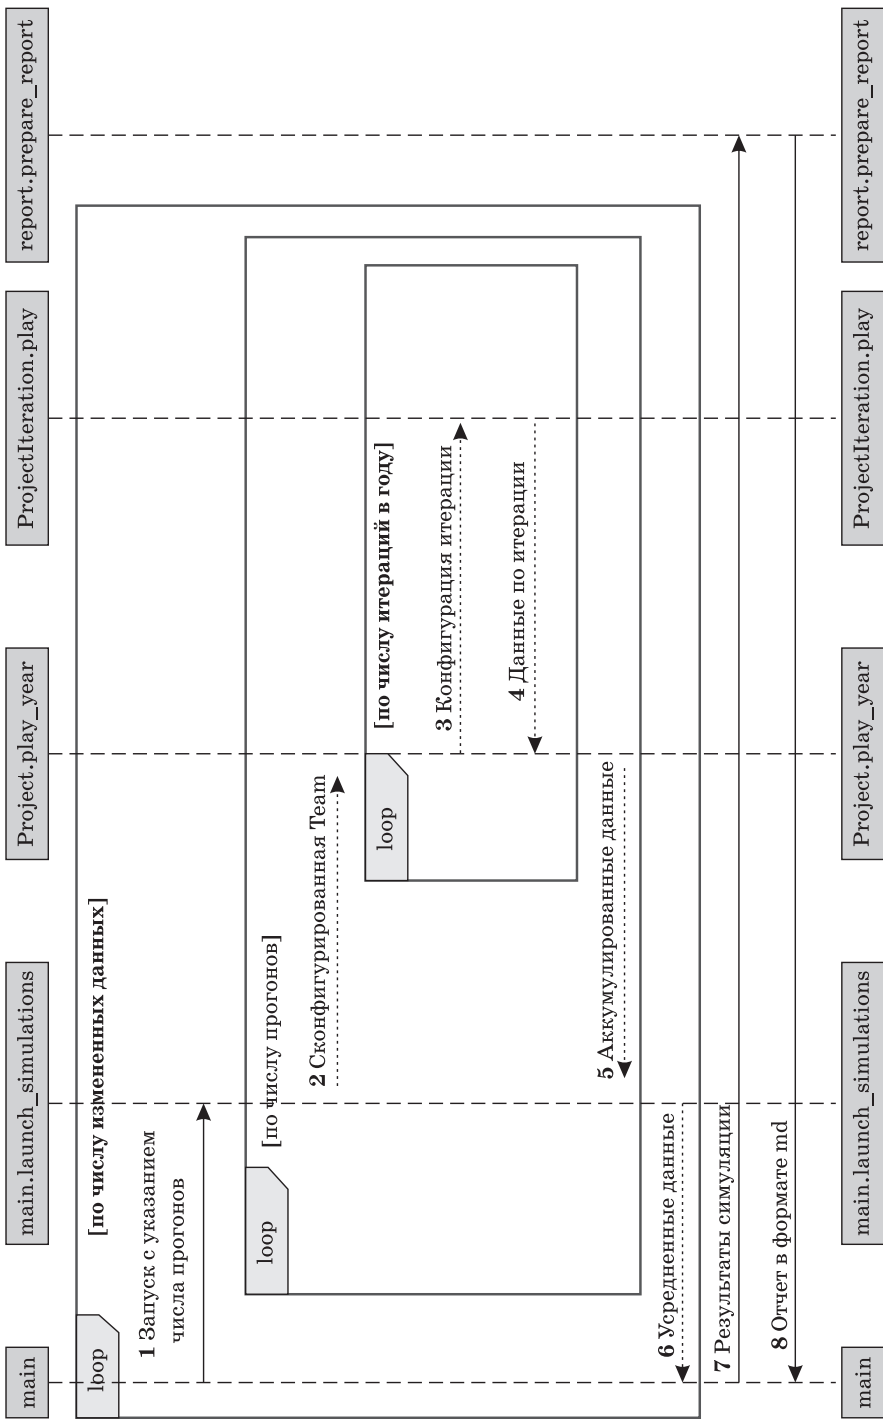 main
main.launch_simulations
Project.play_year
ProjectIteration.play
report.prepare_report
loop
[по числу измененных данных]
1 Запуск с указанием
числа прогонов
loop
[по числу прогонов]
2 Сконфигурированная Team
loop
[по числу итераций в году]
3 Конфигурация итерации
4 Данные по итерации
5 Аккумулированные данные
6 Усредненные данные
7 Результаты симуляции
8 Отчет в формате md
main
main.launch_simulations
Project.play_year
ProjectIteration.play
report.prepare_report